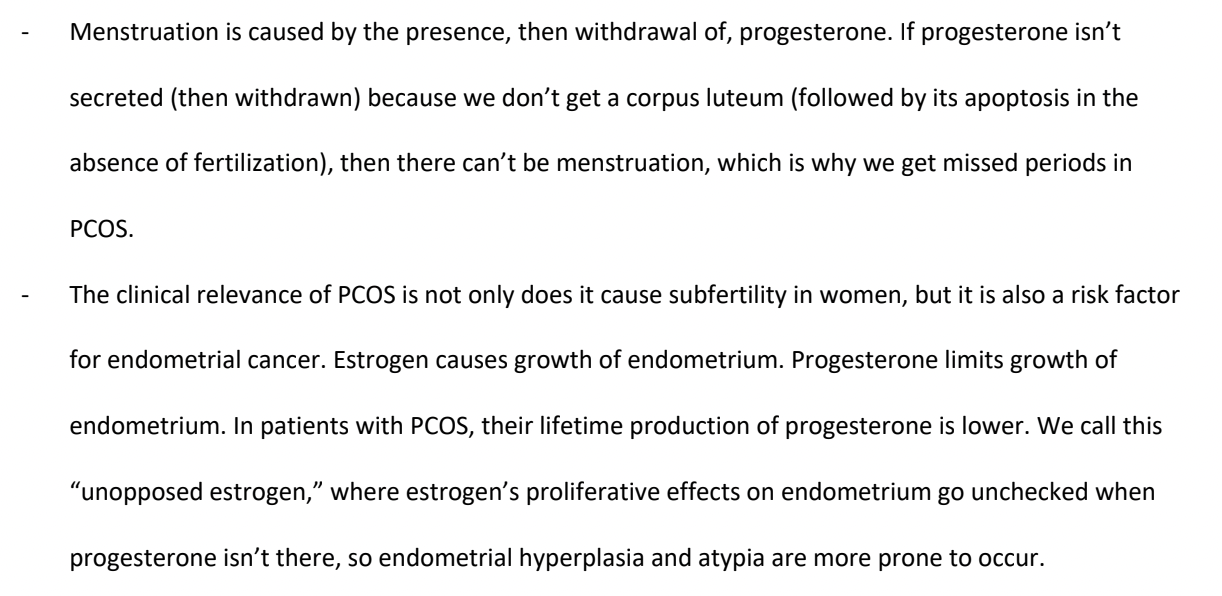 - Menstruation is caused by the presence, then withdrawal of, progesterone. If progesterone isn’t
secreted (then withdrawn) because we don’t get a corpus luteum (followed by its apoptosis in the
absence of fertilization), then there can’t be menstruation, which is why we get missed periods in
PCOS.
- The clinical relevance of PCOS is not only does it cause subfertility in women, but it is also a risk factor
for endometrial cancer. Estrogen causes growth of endometrium. Progesterone limits growth of
endometrium. In patients with PCOS, their lifetime production of progesterone is lower. We call this
“unopposed estrogen,” where estrogen’s proliferative effects on endometrium go unchecked when
progesterone isn’t there, so endometrial hyperplasia and atypia are more prone to occur.